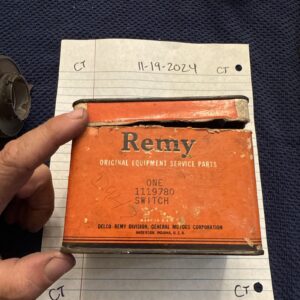 CT 11-19-2024 CT
Remy
ORIGINAL EQUIPMENT SERVICE PARTS
ONE
1119780
SWITCH
DELCO REMY DIVISION, GENERAL MOTORS CORPORATION
ANDERSON, INDIANA, U.S.A.
CT CT